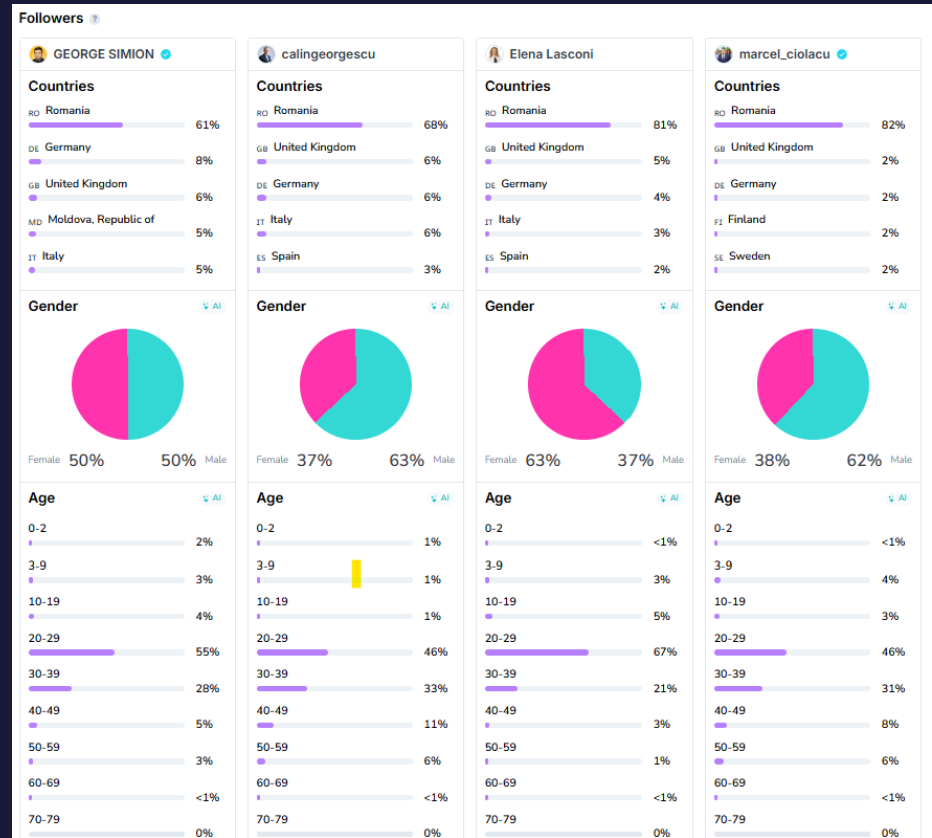 Followers ?
GEORGE SIMION
Countries
RO Romania
61%
DE Germany
8%
GB United Kingdom
6%
MD Moldova, Republic of
5%
IT Italy
5%
Gender AI
Female 50% 50% Male
Age AI
0-2
2%
3-9
3%
10-19
4%
20-29
55%
30-39
28%
40-49
5%
50-59
3%
60-69
<1%
70-79
0%
calingeorgescu
Countries
RO Romania
68%
GB United Kingdom
6%
DE Germany
6%
IT Italy
6%
ES Spain
3%
Gender AI
Female 37% 63% Male
Age AI
0-2
1%
3-9
1%
10-19
1%
20-29
46%
30-39
33%
40-49
11%
50-59
6%
60-69
<1%
70-79
0%
Elena Lasconi
Countries
RO Romania
81%
GB United Kingdom
5%
DE Germany
4%
IT Italy
3%
ES Spain
2%
Gender AI
Female 63% 37% Male
Age AI
0-2
<1%
3-9
3%
10-19
5%
20-29
67%
30-39
21%
40-49
3%
50-59
1%
60-69
<1%
70-79
0%
marcel_ciolacu
Countries
RO Romania
82%
GB United Kingdom
2%
DE Germany
2%
FI Finland
2%
SE Sweden
2%
Gender AI
Female 38% 62% Male
Age AI
0-2
<1%
3-9
4%
10-19
3%
20-29
46%
30-39
31%
40-49
8%
50-59
6%
60-69
<1%
70-79
0%